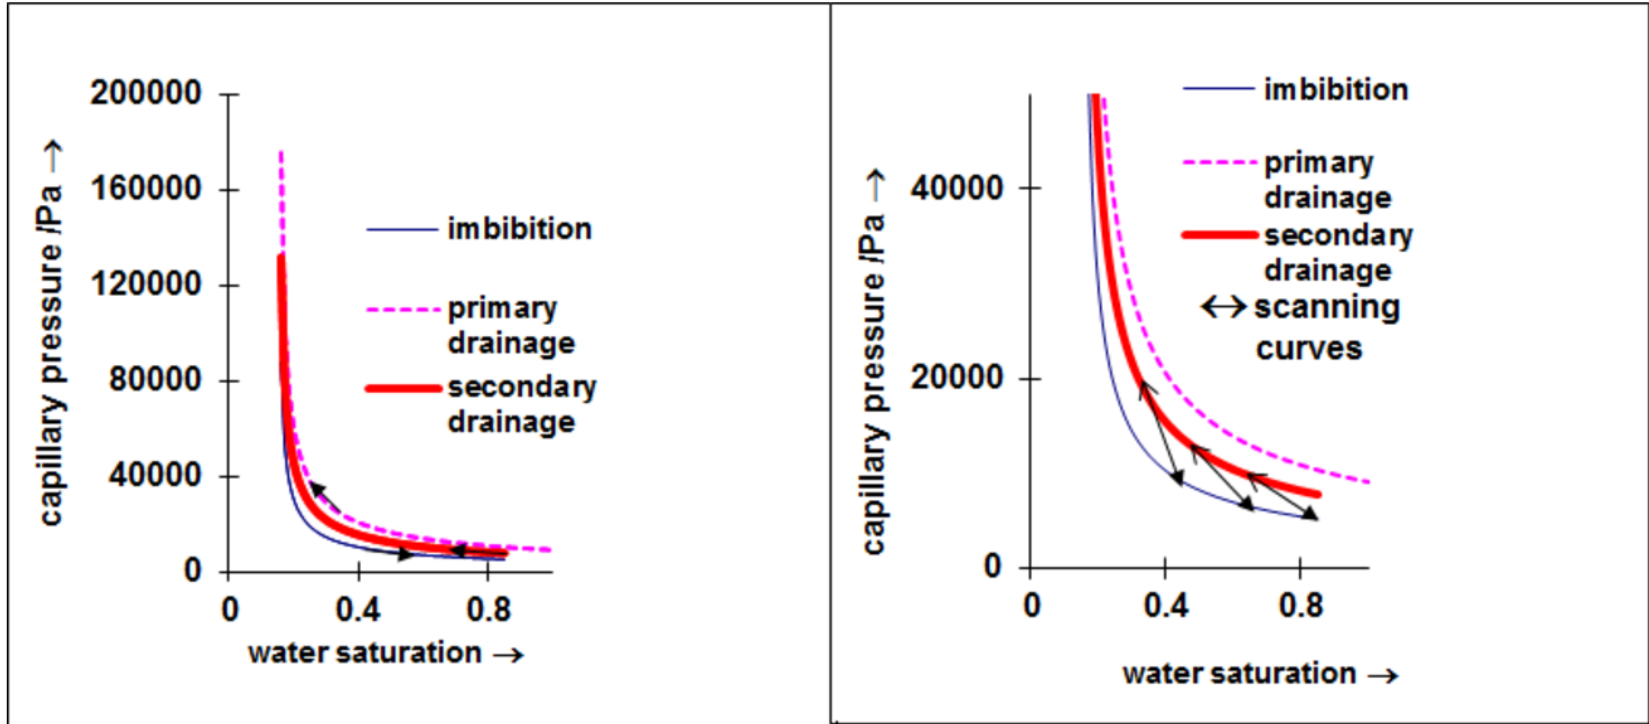 200000
160000
120000
80000
40000
0
capillary pressure /Pa →
imbibition
primary
drainage
secondary
drainage
0 0.4 0.8
water saturation →
40000
20000
0
capillary pressure /Pa →
imbibition
primary
drainage
secondary
drainage
↔ scanning
curves
0 0.4 0.8
water saturation →